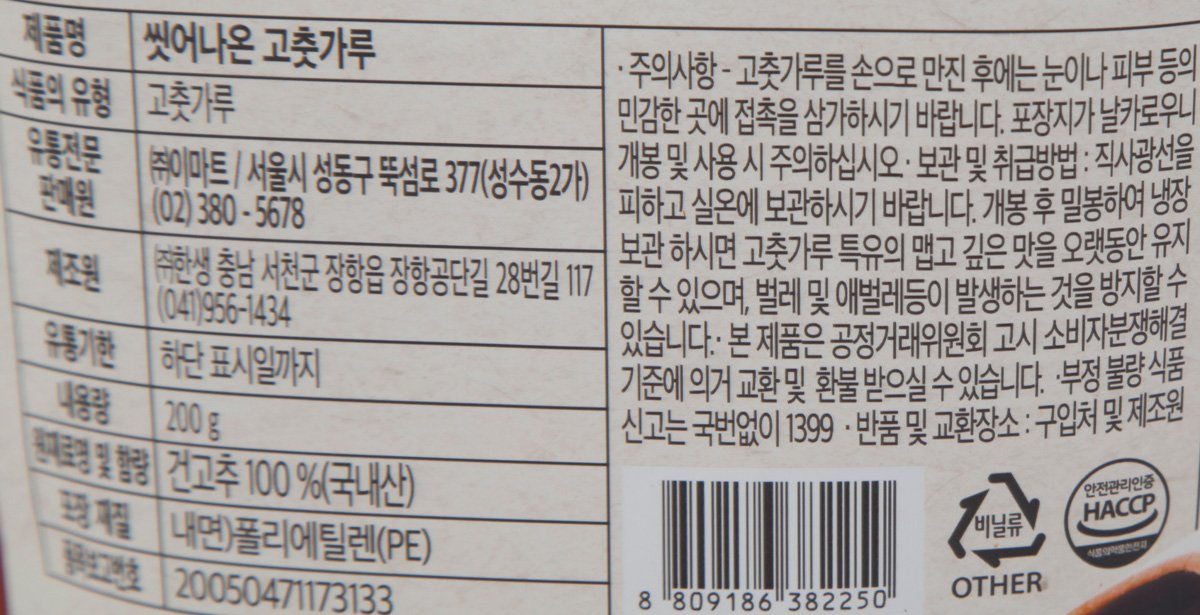 제품명 씻어나온 고춧가루
식품의 유형 고춧가루
유통전문
판매원
㈜이마트 / 서울시 성동구 뚝섬로 377(성수동2가)
(02) 380 - 5678
제조원
㈜한생 충남 서천군 장항읍 장항공단길 28번길 117
(041)956-1434
유통기한 하단 표시일까지
내용량 200 g
원재료명 및 함량 건고추 100 %(국내산)
포장 재질 내면)폴리에틸렌(PE)
품목보고번호 20050471173133
· 주의사항 - 고춧가루를 손으로 만진 후에는 눈이나 피부 등의
민감한 곳에 접촉을 삼가하시기 바랍니다. 포장지가 날카로우니
개봉 및 사용 시 주의하십시오 · 보관 및 취급방법 : 직사광선을
피하고 실온에 보관하시기 바랍니다. 개봉 후 밀봉하여 냉장
보관 하시면 고춧가루 특유의 맵고 깊은 맛을 오랫동안 유지
할 수 있으며, 벌레 및 애벌레등이 발생하는 것을 방지할 수
있습니다.· 본 제품은 공정거래위원회 고시 소비자분쟁해결
기준에 의거 교환 및 환불 받으실 수 있습니다. ·부정 불량 식품
신고는 국번없이 1399 · 반품 및 교환장소 : 구입처 및 제조원
8 809186 382250
비닐류
OTHER
안전관리인증
HACCP
식품의약품안전처